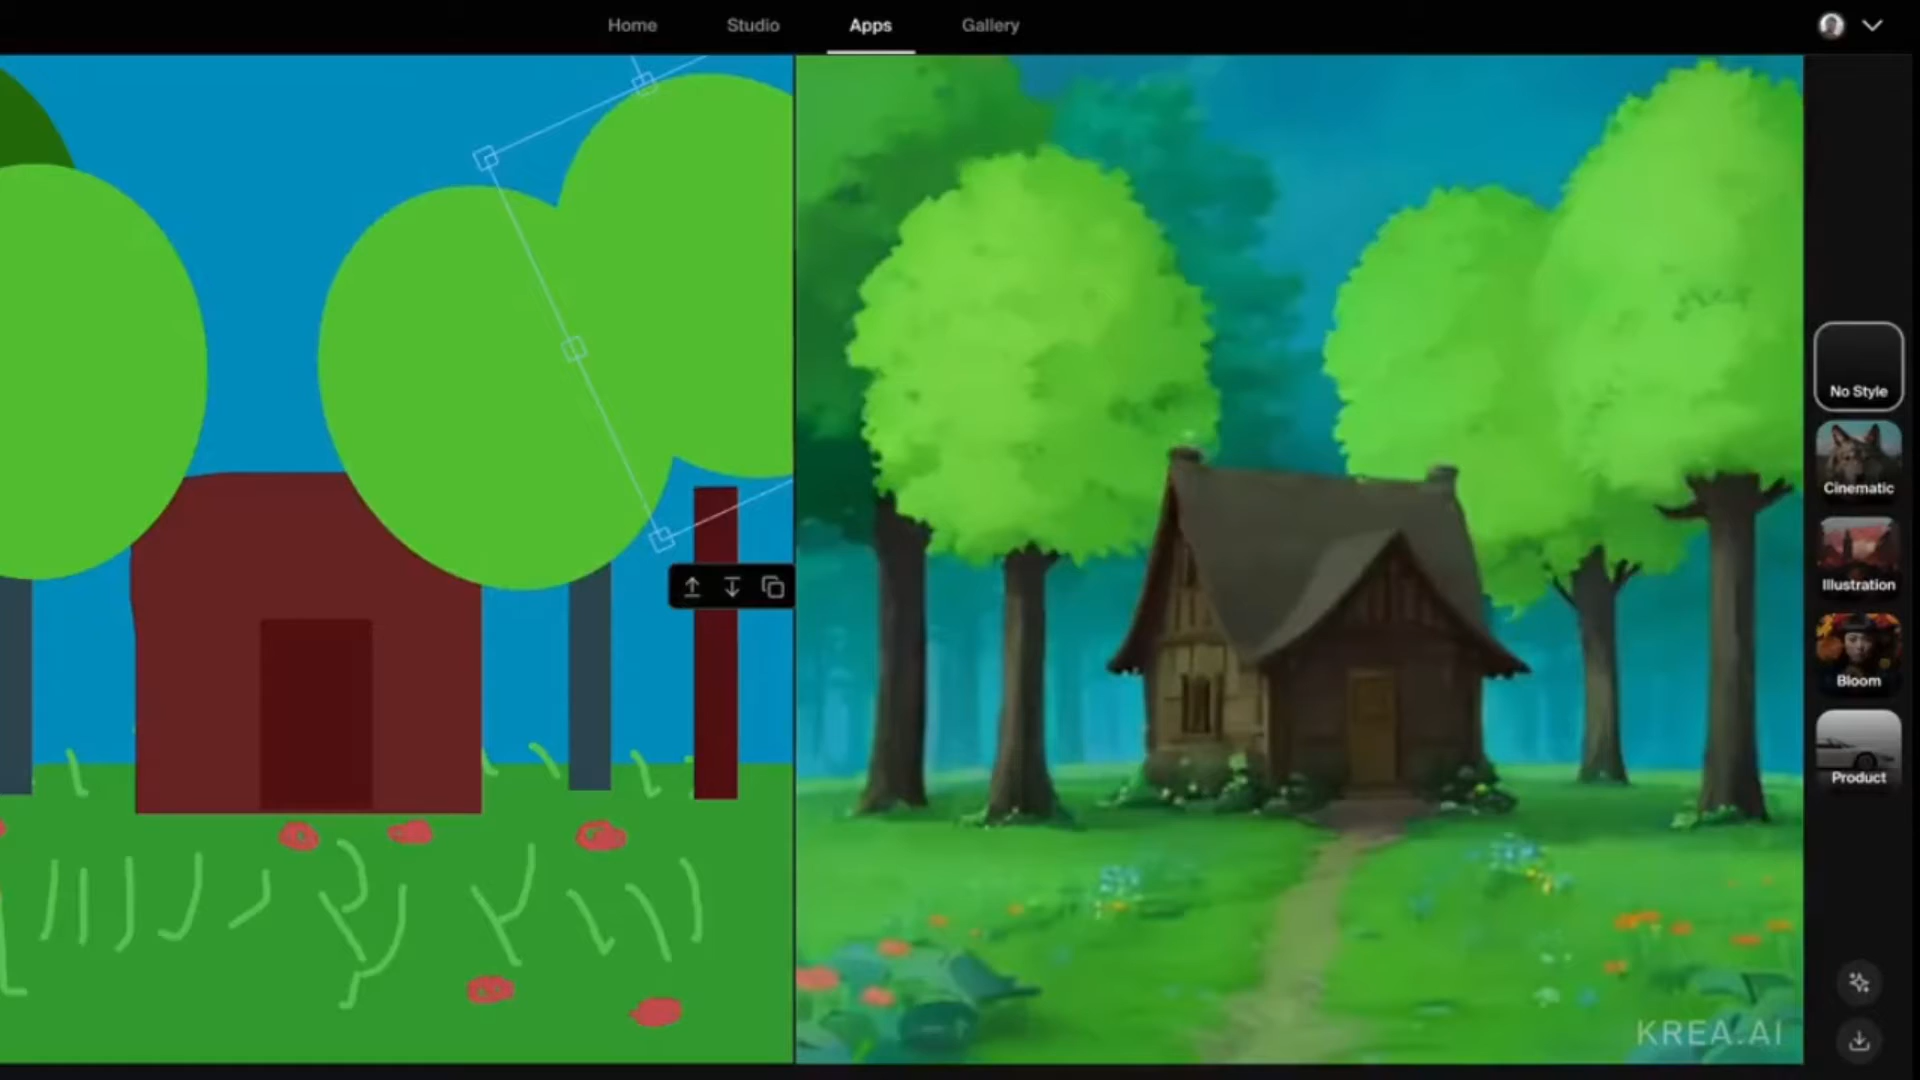 Home Studio Apps Gallery
No Style
Cinematic
Illustration
Bloom
Product
KREA.AI